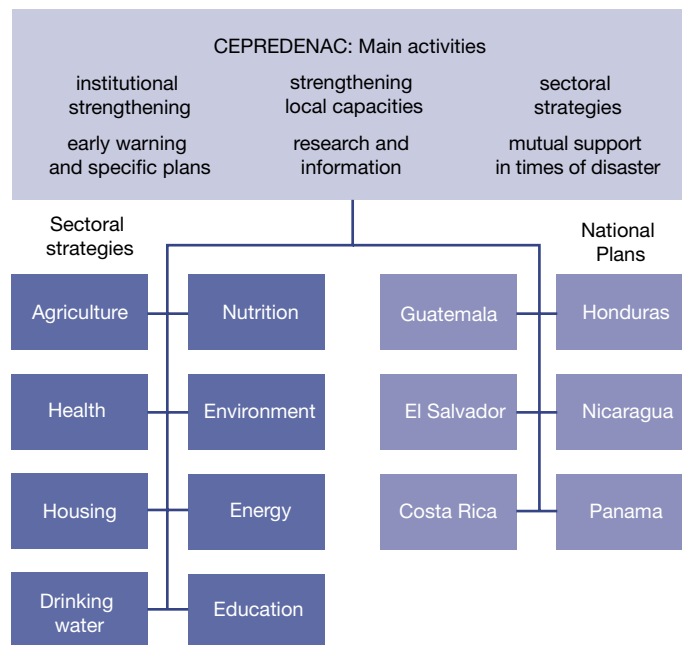 CEPREDENAC: Main activities
institutional
strengthening
strengthening
local capacities
sectoral
strategies
early warning
and specific plans
research and
information
mutual support
in times of disaster
Sectoral
strategies
National
Plans
Agriculture
Nutrition
Guatemala
Honduras
Health
Environment
El Salvador
Nicaragua
Housing
Energy
Costa Rica
Panama
Drinking
water
Education